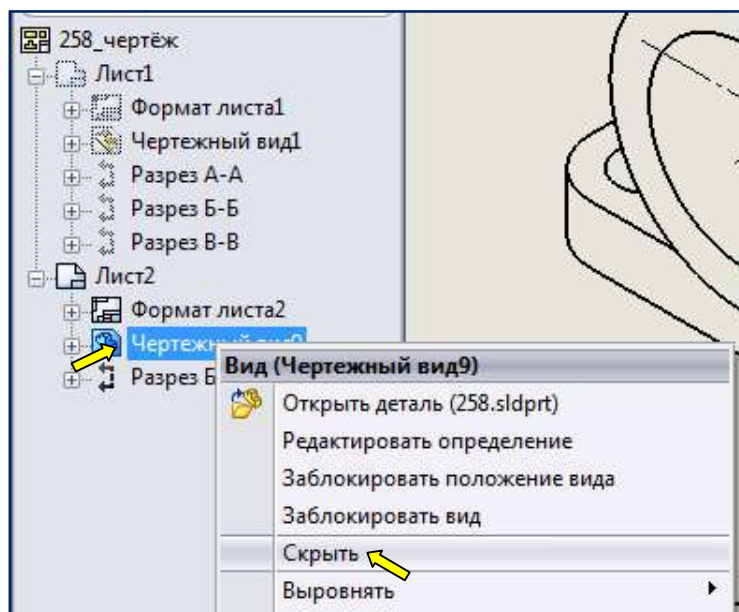 258_чертёж
Лист1
Формат листа1
Чертежный вид1
Разрез А-А
Разрез Б-Б
Разрез В-В
Лист2
Формат листа2
Разрез Б
Вид (Чертежный вид9)
Открыть деталь (258.sldprt)
Редактировать определение
Заблокировать положение вида
Заблокировать вид
Скрыть
Выровнять